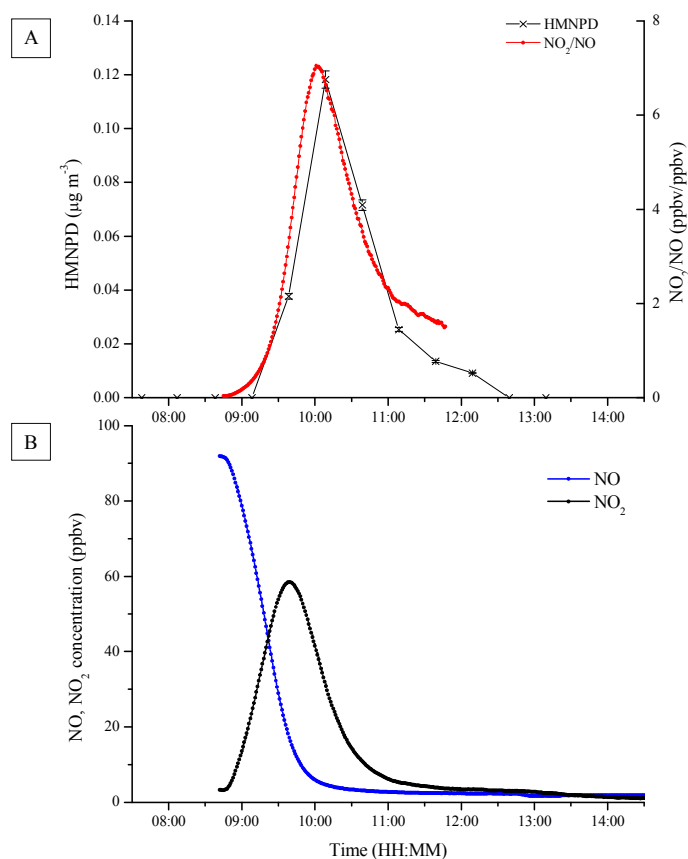 A
HMNPD
NO₂/NO
HMNPD (µg m⁻³)
0.14
0.12
0.10
0.08
0.06
0.04
0.02
0.00
NO₂/NO (ppbv/ppbv)
8
6
4
2
0
08:00 09:00 10:00 11:00 12:00 13:00 14:00
B
NO
NO₂
NO, NO₂ concentration (ppbv)
100
80
60
40
20
0
08:00 09:00 10:00 11:00 12:00 13:00 14:00
Time (HH:MM)